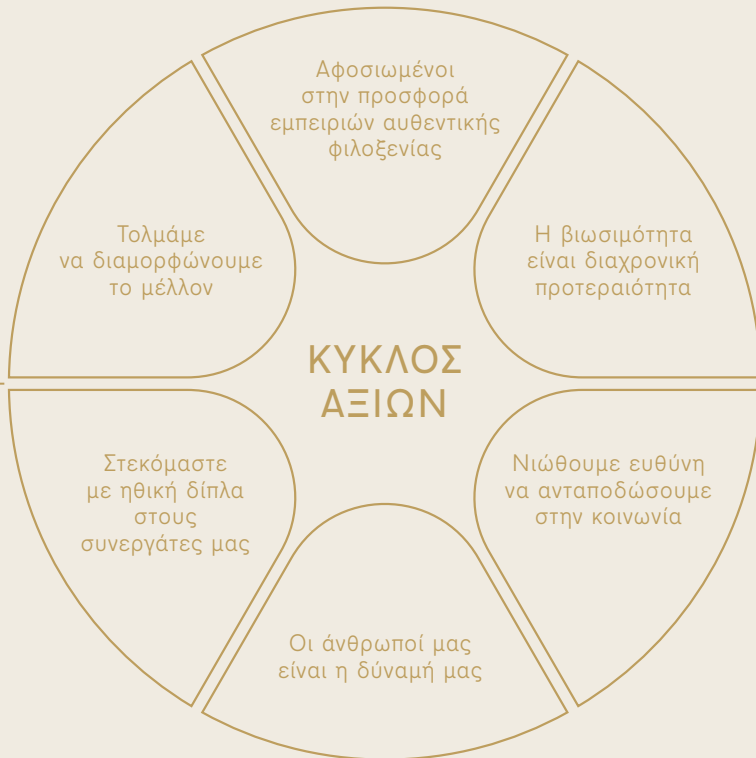 Αφοσιωμένοι
στην προσφορά
εμπειριών αυθεντικής
φιλοξενίας
Τολμάμε
να διαμορφώνουμε
το μέλλον
Η βιωσιμότητα
είναι διαχρονική
προτεραιότητα
ΚΥΚΛΟΣ
ΑΞΙΩΝ
Στεκόμαστε
με ηθική δίπλα
στους
συνεργάτες μας
Νιώθουμε ευθύνη
να ανταποδώσουμε
στην κοινωνία
Οι άνθρωποί μας
είναι η δύναμή μας